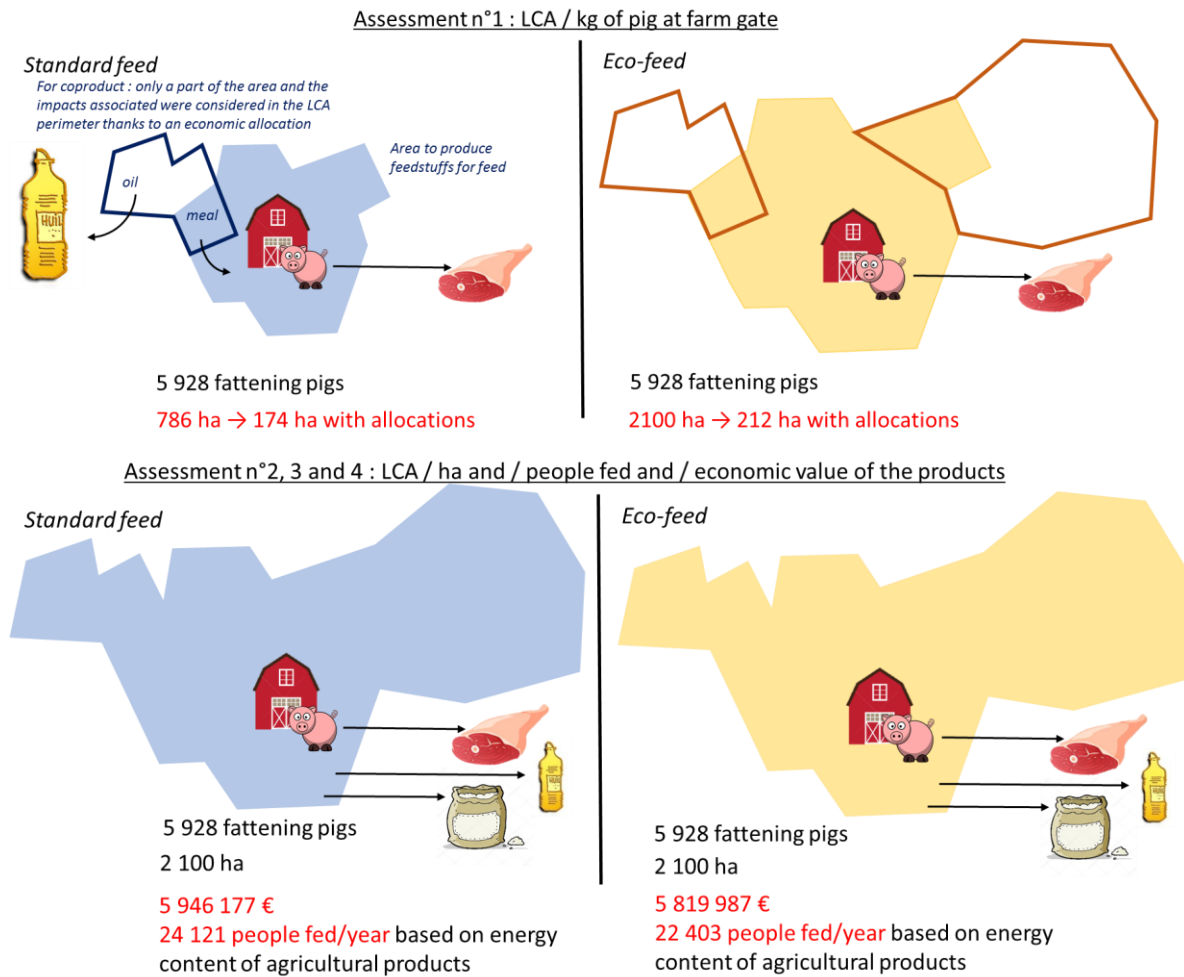 Assessment n°1 : LCA / kg of pig at farm gate
Standard feed
For coproduct : only a part of the area and the
impacts associated were considered in the LCA
perimeter thanks to an economic allocation
Area to produce
feedstuffs for feed
oil
meal
HUIL
5 928 fattening pigs
786 ha → 174 ha with allocations
Eco-feed
5 928 fattening pigs
2100 ha → 212 ha with allocations
Assessment n°2, 3 and 4 : LCA / ha and / people fed and / economic value of the products
Standard feed
HUIL
5 928 fattening pigs
2 100 ha
5 946 177 €
24 121 people fed/year based on energy
content of agricultural products
Eco-feed
HUIL
5 928 fattening pigs
2 100 ha
5 819 987 €
22 403 people fed/year based on energy
content of agricultural products